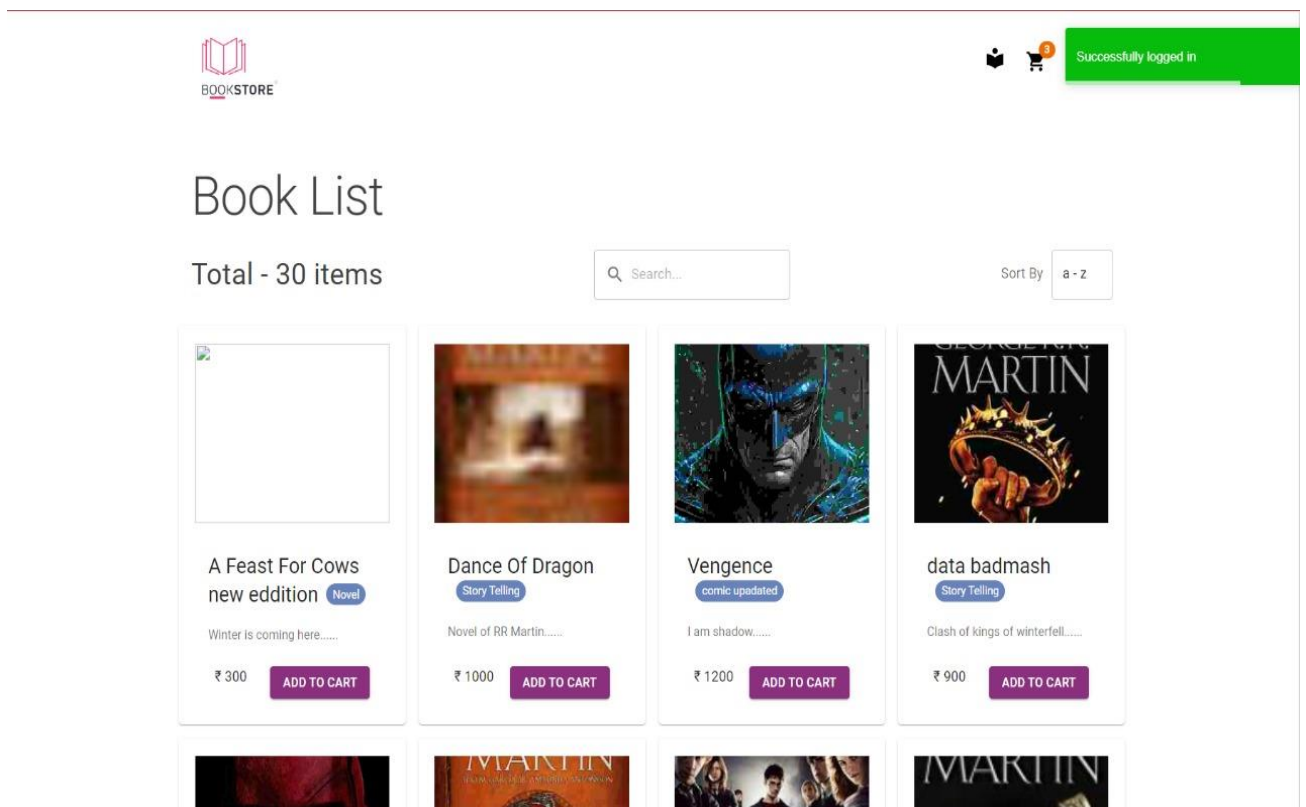 BOOKSTORE
3
Successfully logged in
Book List
Total - 30 items
Search...
Sort By
a - z
MARTIN
GEORGE R.R.
MARTIN
A Feast For Cows
new eddition Novel
Winter is coming here......
₹ 300
ADD TO CART
Dance Of Dragon
Story Telling
Novel of RR Martin......
₹ 1000
ADD TO CART
Vengence
comic upadated
I am shadow......
₹ 1200
ADD TO CART
data badmash
Story Telling
Clash of kings of winterfell......
₹ 900
ADD TO CART
MARTIN
MARTIN